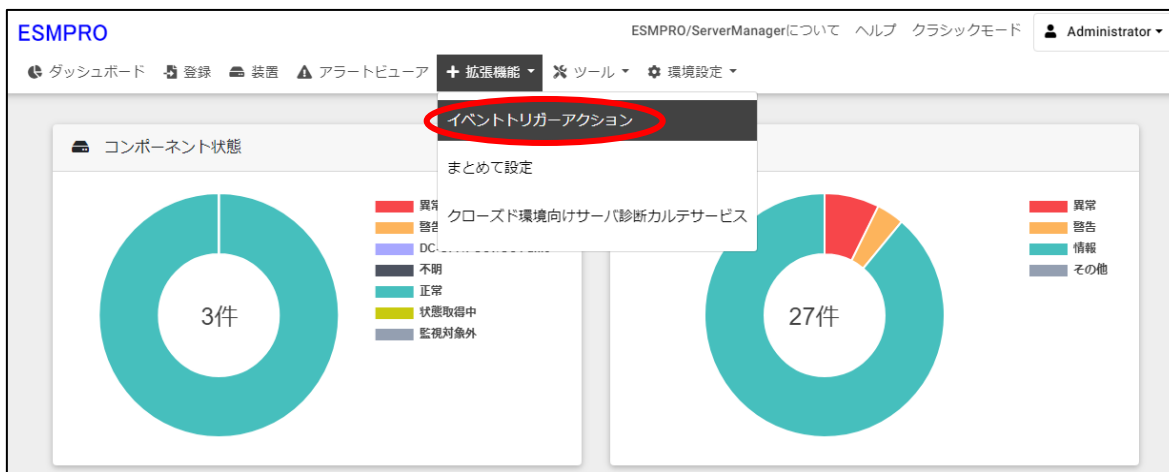 ESMPRO
ESMPRO/ServerManagerについて ヘルプ クラシックモード Administrator
ダッシュボード 登録 装置 アラートビューア 拡張機能 ツール 環境設定
イベントトリガーアクション
まとめて設定
クローズド環境向けサーバ診断カルテサービス
コンポーネント状態
3件
異常
警告
不明
正常
状態取得中
監視対象外
27件
異常
警告
情報
その他